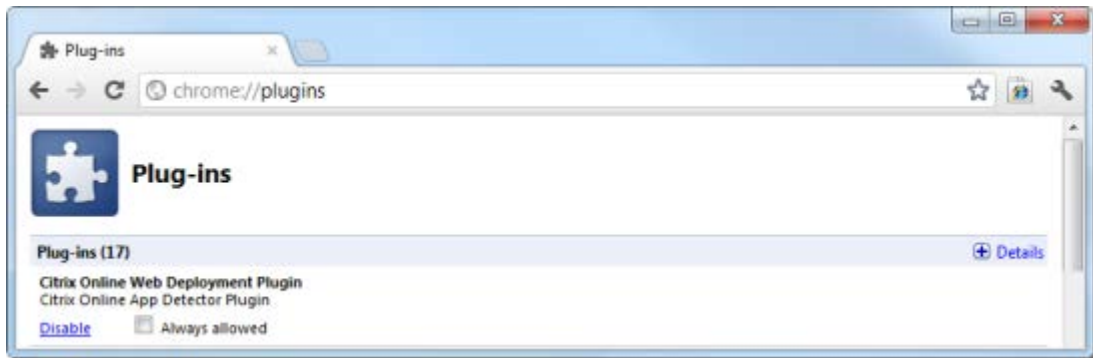 Plug-ins
chrome://plugins
Plug-ins
Plug-ins (17)
Details
Citrix Online Web Deployment Plugin
Citrix Online App Detector Plugin
Disable Always allowed